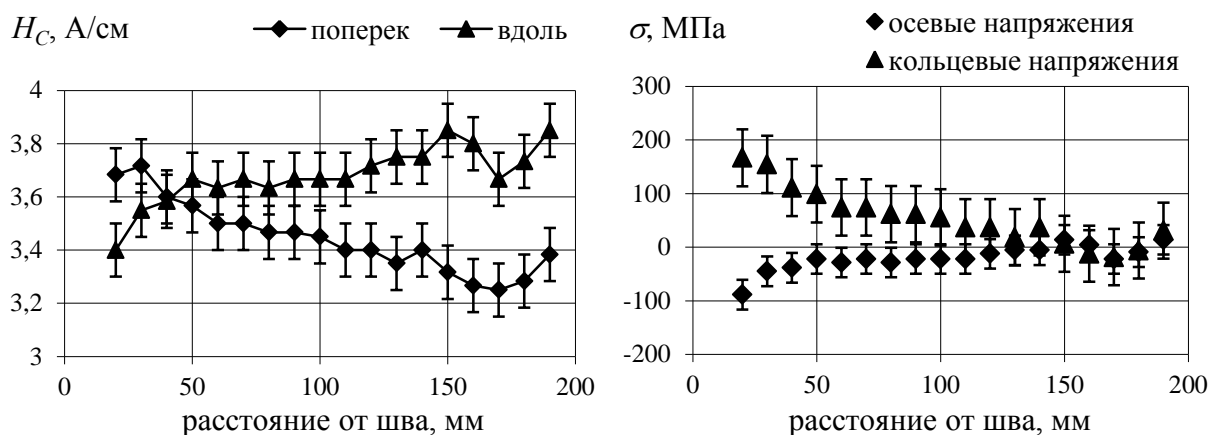 H_C, А/см
поперек
вдоль
4
3,8
3,6
3,4
3,2
3
0
50
100
150
200
расстояние от шва, мм
σ, МПа
осевые напряжения
кольцевые напряжения
300
200
100
0
-100
-200
0
50
100
150
200
расстояние от шва, мм